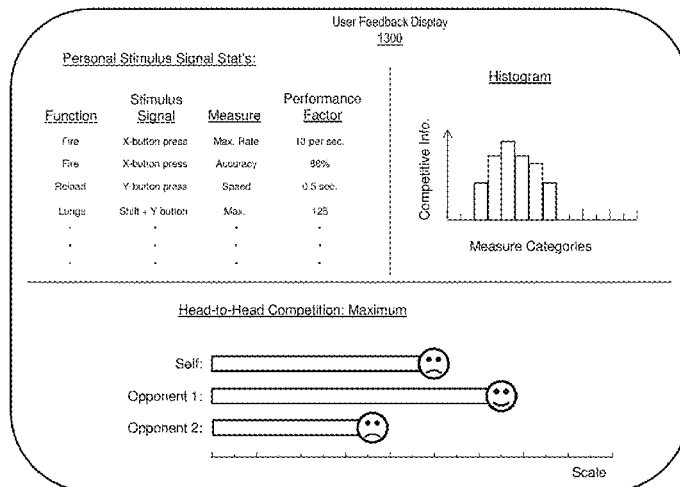 User Feedback Display
1300
Personal Stimulus Signal Stat's:
Function Stimulus Signal Measure Performance Factor
Fire X-button press Max. Rate 10 per sec.
Fire X-button press Accuracy 86%
Reload Y-button press Speed 0.5 sec.
Lunge Shift + Y button Max. 125
Histogram
Competitive Info.
Measure Categories
Head-to-Head Competition: Maximum
Self:
Opponent 1:
Opponent 2:
Scale